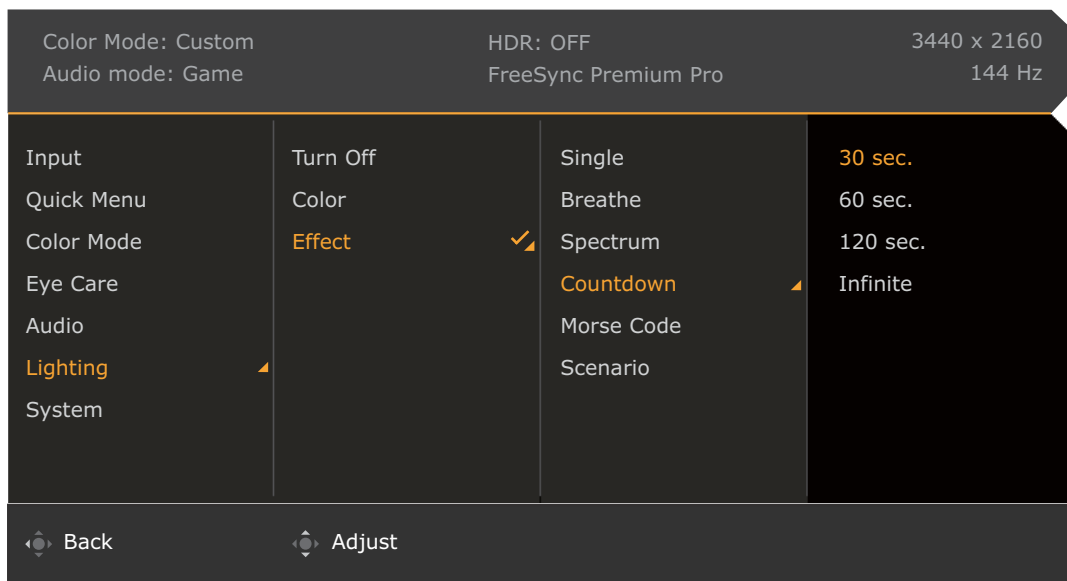 Color Mode: Custom
HDR: OFF
3440 x 2160
Audio mode: Game
FreeSync Premium Pro
144 Hz
Input
Quick Menu
Color Mode
Eye Care
Audio
Lighting
System
Turn Off
Color
Effect
Single
Breathe
Spectrum
Countdown
Morse Code
Scenario
30 sec.
60 sec.
120 sec.
Infinite
Back
Adjust